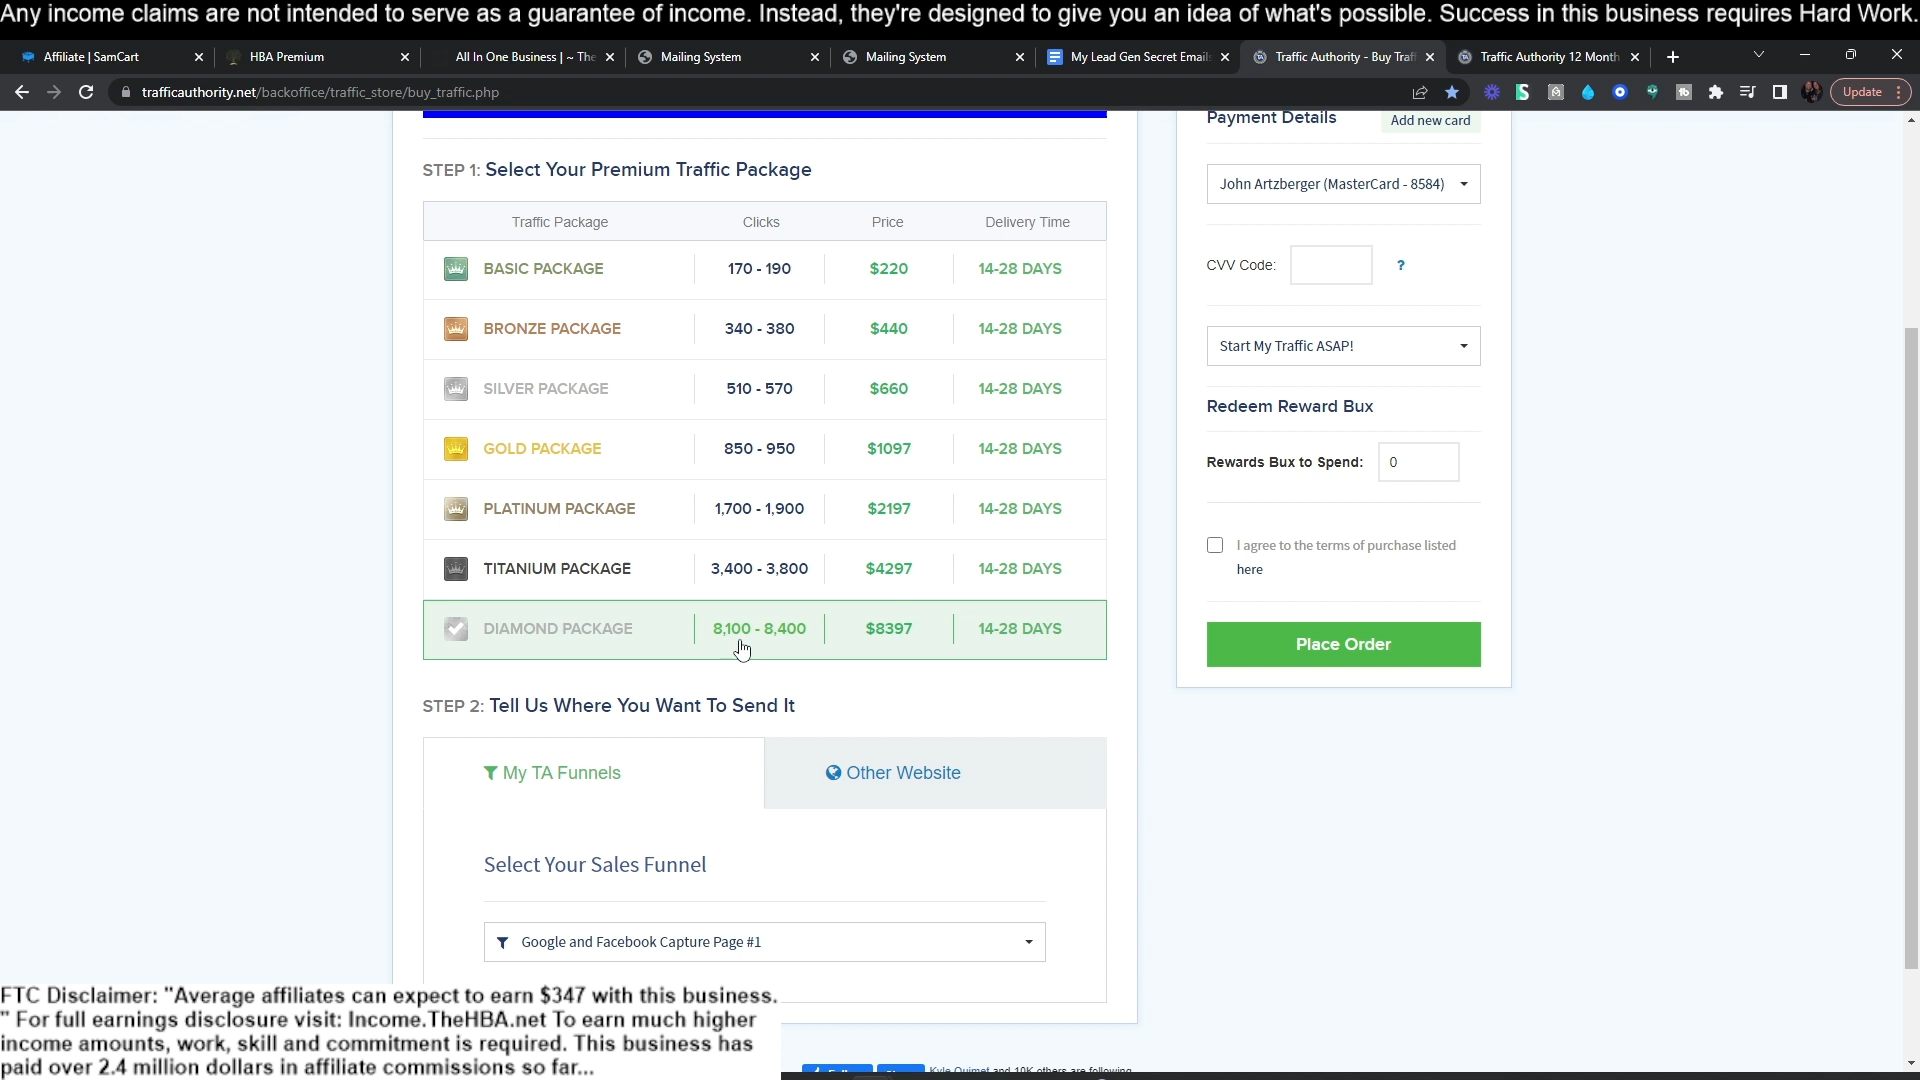 Any income claims are not intended to serve as a guarantee of income. Instead, they're designed to give you an idea of what's possible. Success in this business requires Hard Work.
Affiliate | SamCart
HBA Premium
All In One Business | ~ The
Mailing System
Mailing System
My Lead Gen Secret Emails
Traffic Authority - Buy Traf
Traffic Authority 12 Month
trafficauthority.net/backoffice/traffic_store/buy_traffic.php
Update
Payment Details
Add new card
STEP 1: Select Your Premium Traffic Package
John Artzberger (MasterCard - 8584)
Traffic Package Clicks Price Delivery Time
BASIC PACKAGE 170 - 190 $220 14-28 DAYS
CVV Code: ?
BRONZE PACKAGE 340 - 380 $440 14-28 DAYS
Start My Traffic ASAP!
SILVER PACKAGE 510 - 570 $660 14-28 DAYS
Redeem Reward Bux
GOLD PACKAGE 850 - 950 $1097 14-28 DAYS
Rewards Bux to Spend: 0
PLATINUM PACKAGE 1,700 - 1,900 $2197 14-28 DAYS
I agree to the terms of purchase listed
here
TITANIUM PACKAGE 3,400 - 3,800 $4297 14-28 DAYS
DIAMOND PACKAGE 8,100 - 8,400 $8397 14-28 DAYS
Place Order
STEP 2: Tell Us Where You Want To Send It
My TA Funnels
Other Website
Select Your Sales Funnel
Google and Facebook Capture Page #1
FTC Disclaimer: "Average affiliates can expect to earn $347 with this business.
" For full earnings disclosure visit: Income.TheHBA.net To earn much higher
income amounts, work, skill and commitment is required. This business has
paid over 2.4 million dollars in affiliate commissions so far...
Kyle Quimet and 10K others are following